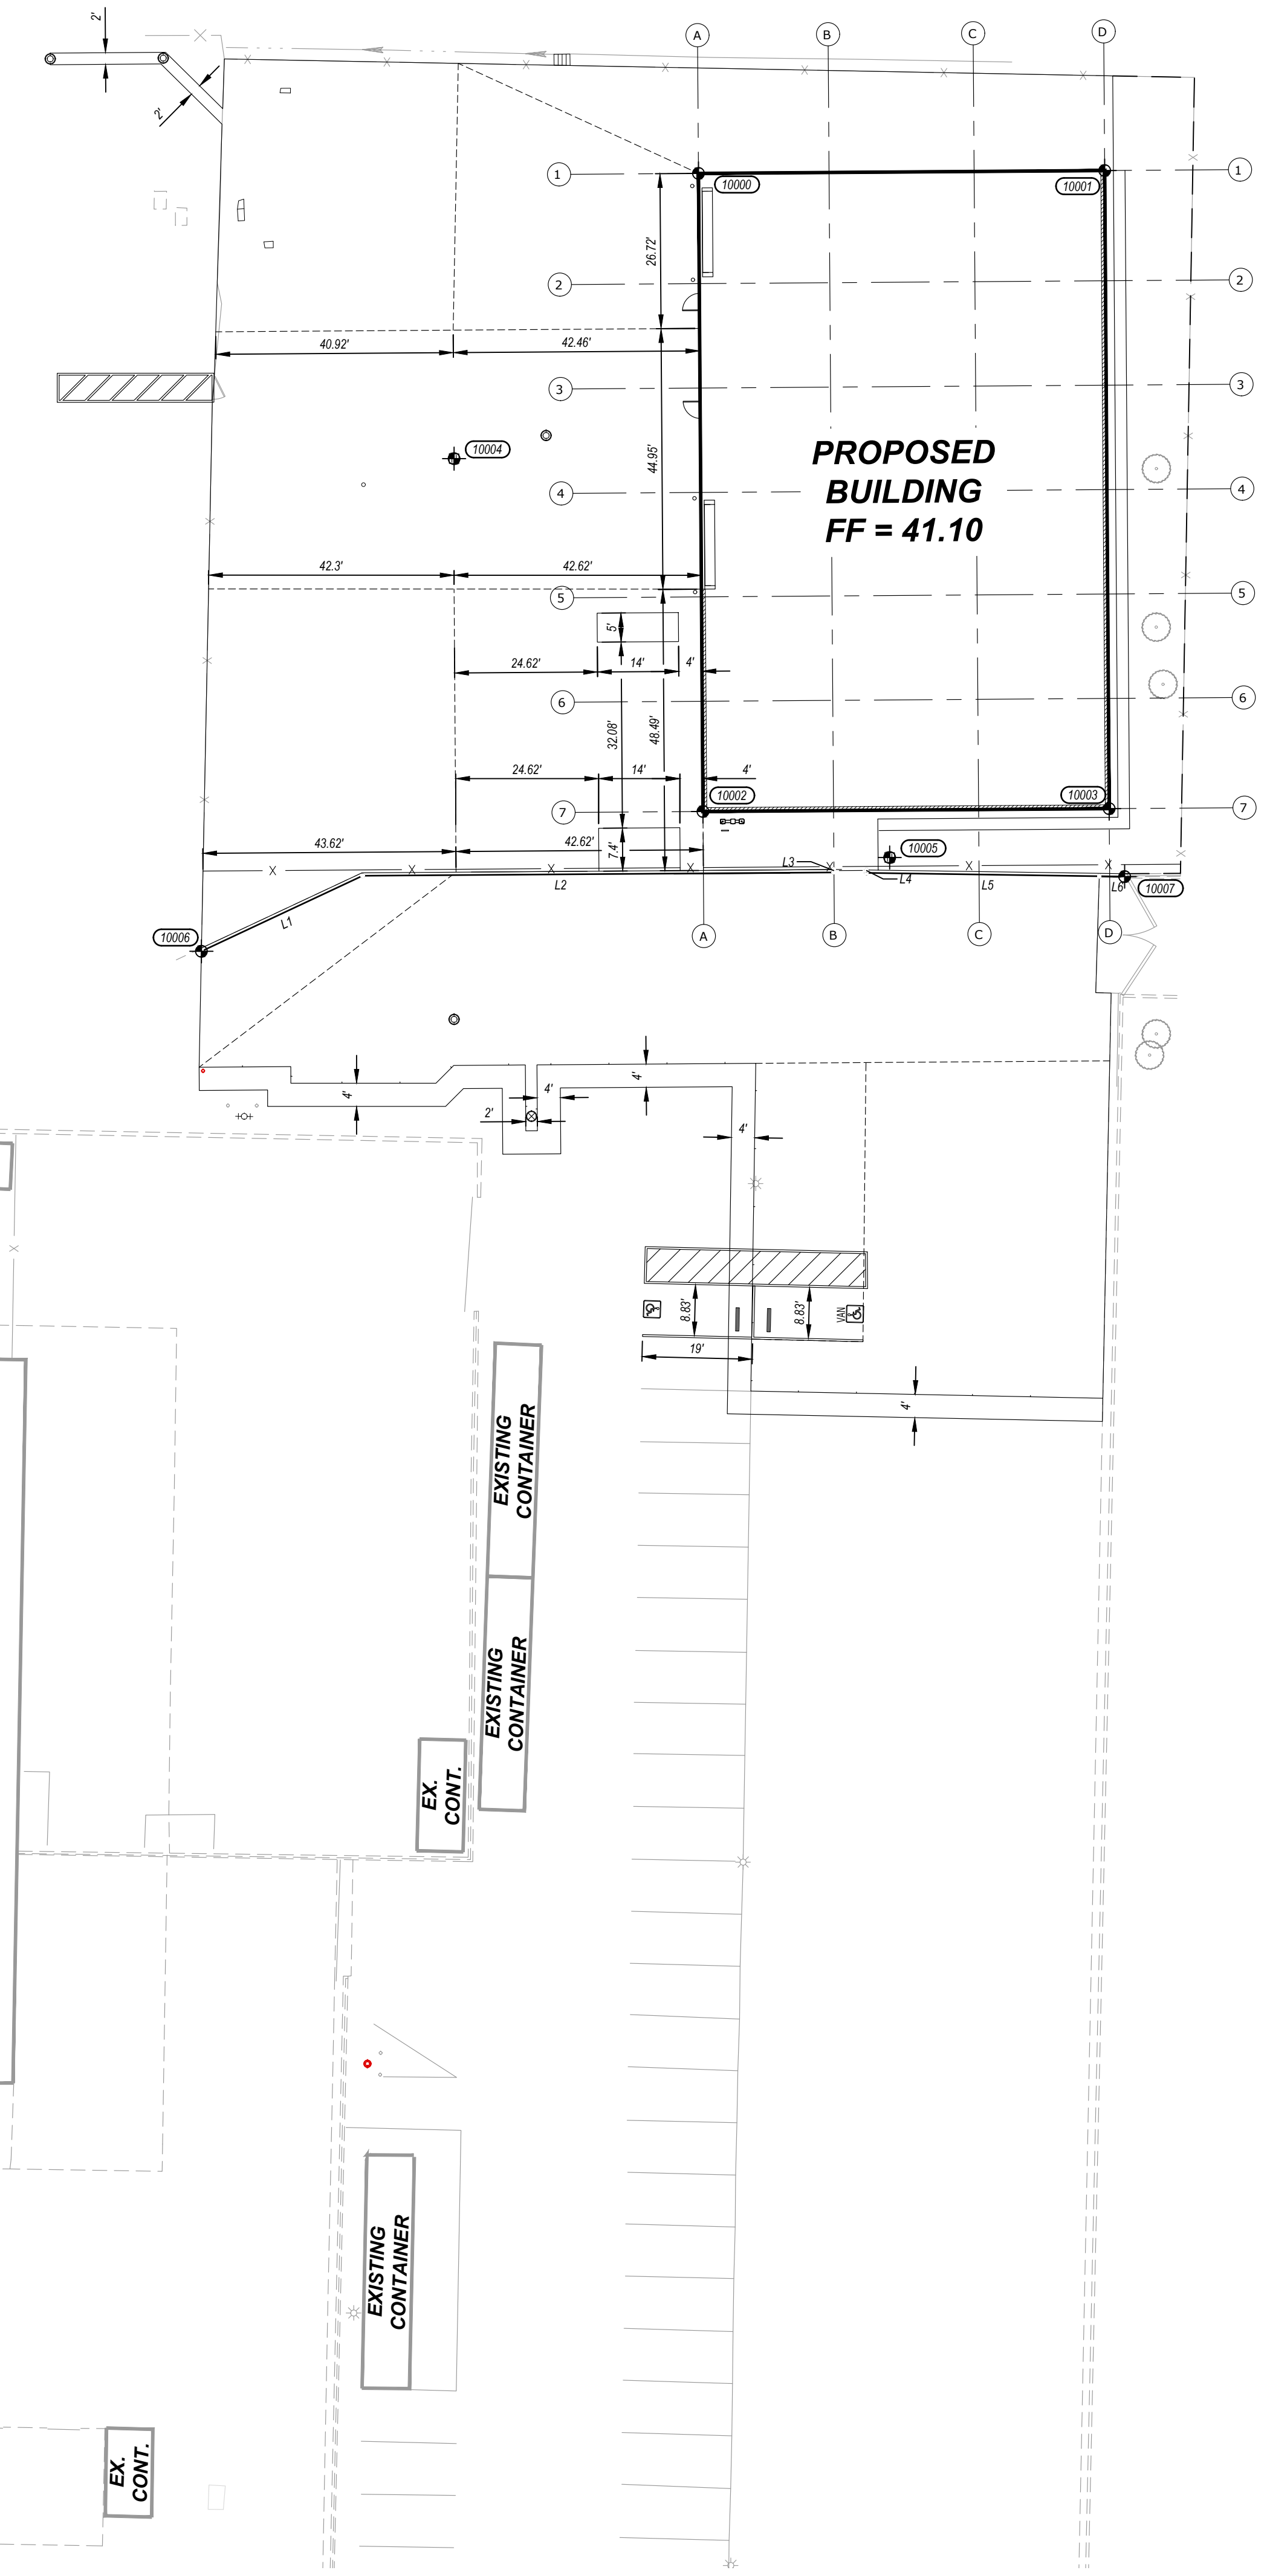 2'
A
B
C
D
2'
1
10000
10001
1
26.72'
2
2
40.92'
42.46'
3
3
10004
44.95'
PROPOSED
BUILDING
FF = 41.10
4
4
42.3'
42.62'
5
5
5'
24.62'
14'
4'
6
6
32.08'
48.49'
24.62'
14'
4'
10002
10003
7
7
43.62'
42.62'
7.4'
10005
L3
L4
L2
L5
L6
10007
L1
10006
A
B
C
D
4'
4'
4'
2'
4'
8.83'
8.83'
VAN
19'
4'
EXISTING
CONTAINER
EXISTING
CONTAINER
EX.
CONT.
EXISTING
CONTAINER
EX.
CONT.